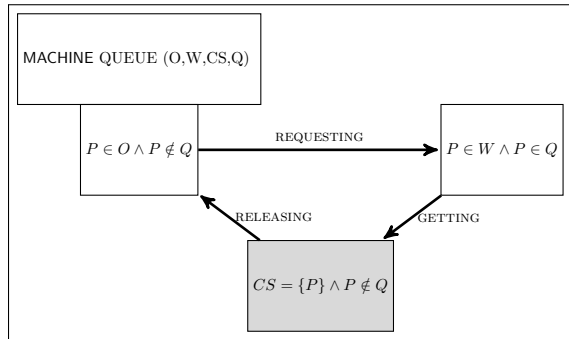 MACHINE QUEUE (O,W,CS,Q)
P ∈ O ∧ P ∉ Q
REQUESTING
P ∈ W ∧ P ∈ Q
RELEASING
GETTING
CS = {P} ∧ P ∉ Q